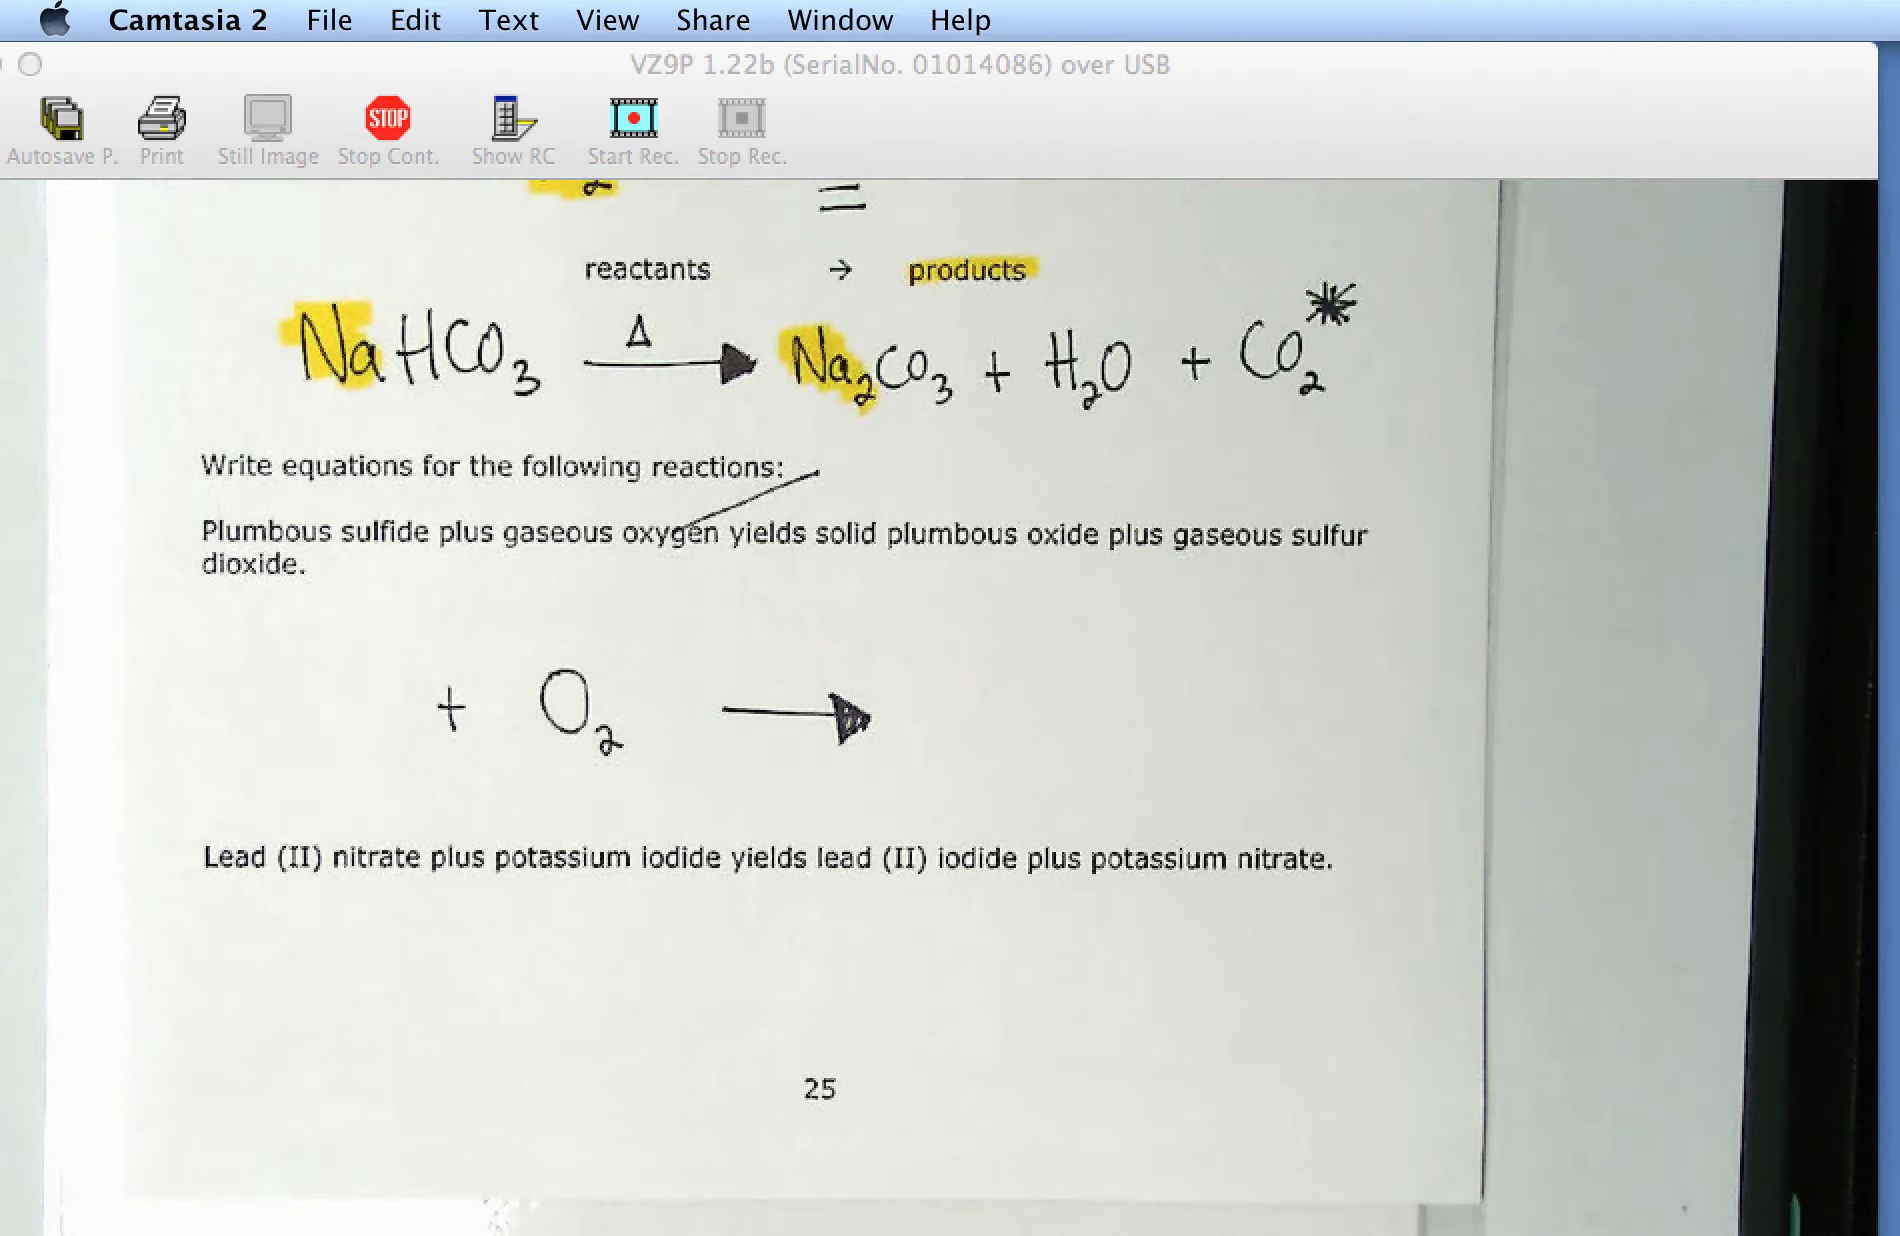 Camtasia 2 File Edit Text View Share Window Help
VZ9P 1.22b (SerialNo. 01014086) over USB
Autosave P. Print Still Image STOP Stop Cont. Show RC Start Rec. Stop Rec.
2 =
reactants → products
NaHCO3 Δ → Na2CO3 + H2O + CO2*
Write equations for the following reactions:
Plumbous sulfide plus gaseous oxygen yields solid plumbous oxide plus gaseous sulfur
dioxide.
+ O2 →
Lead (II) nitrate plus potassium iodide yields lead (II) iodide plus potassium nitrate.
25